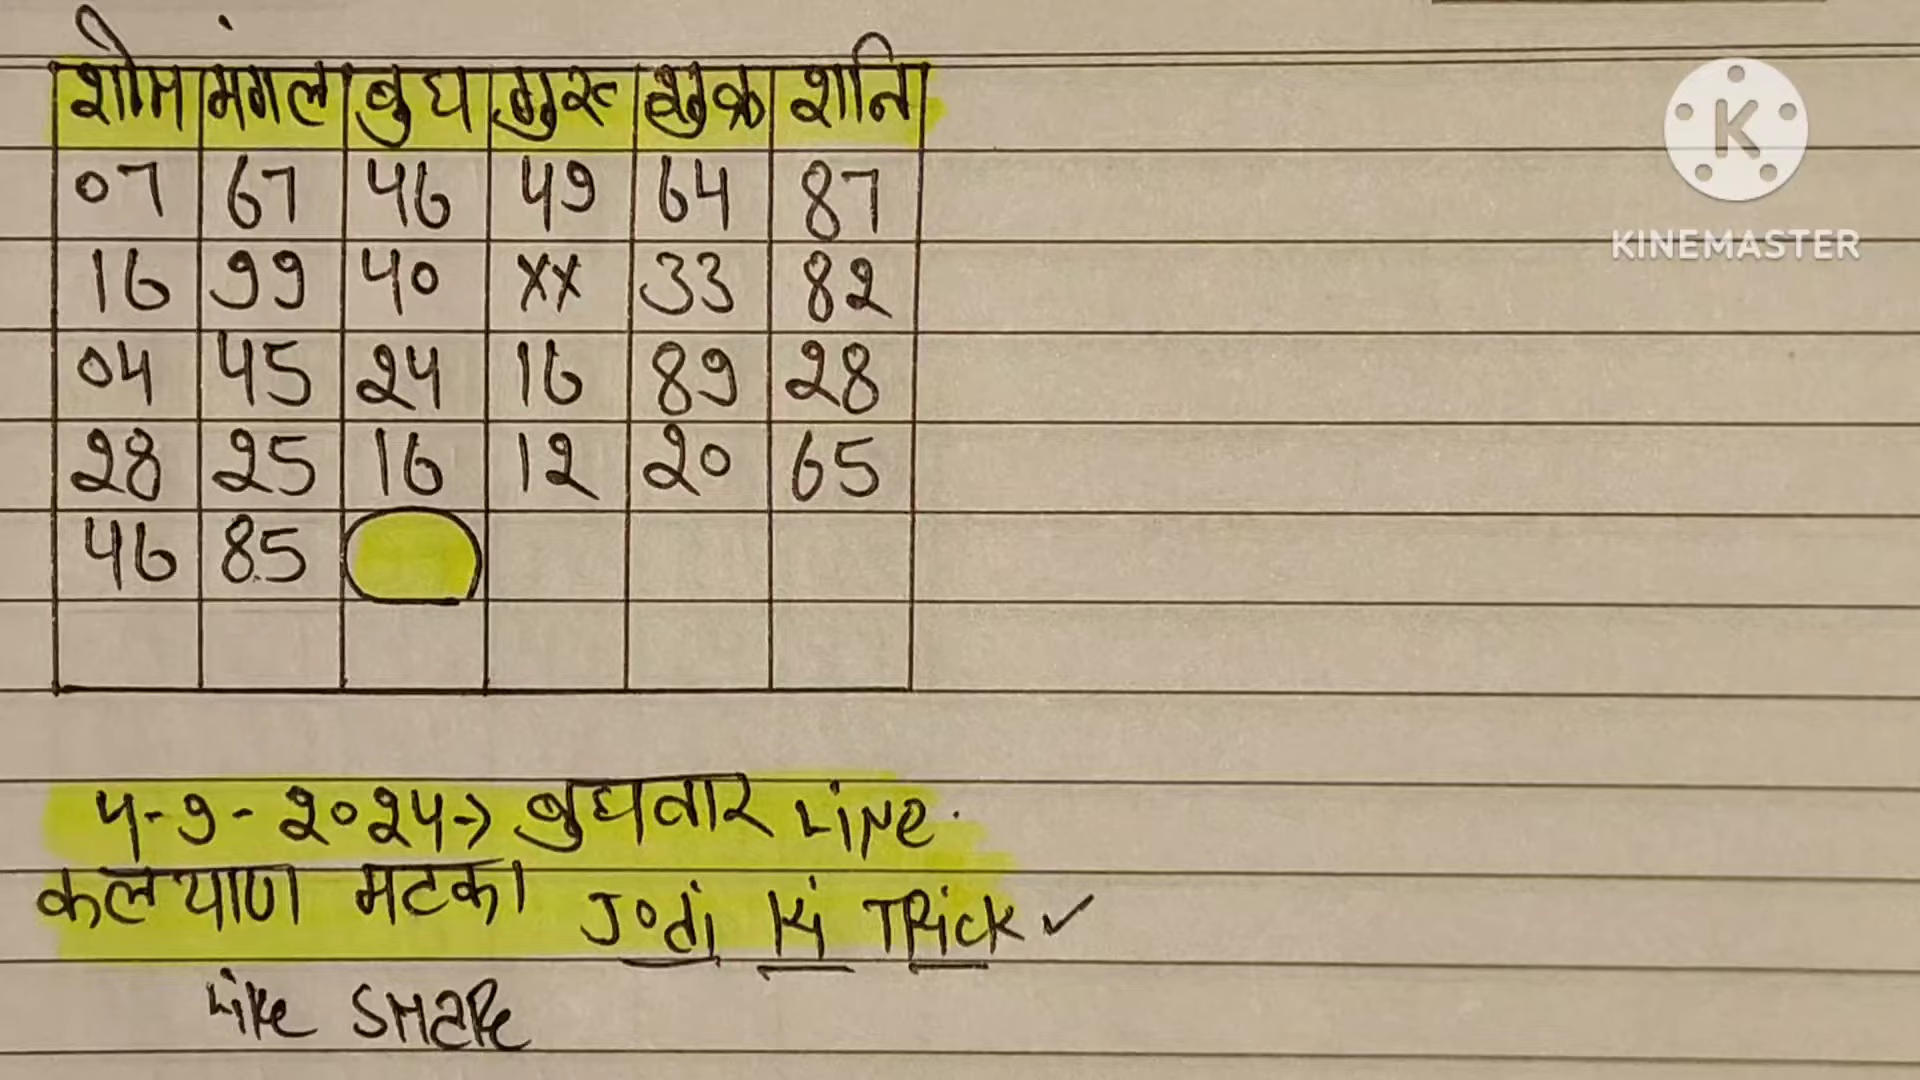 शोम मंगल बुघ गुरु शुक्र शनि
07 67 46 49 64 87
16 99 40 XX 33 82
04 45 24 16 89 28
28 25 16 12 20 65
46 85
4-9-2024-> बुघवार Line.
कल्याण मटका Jodi Ki TRick ✓
Like SHaRe
K
KINEMASTER